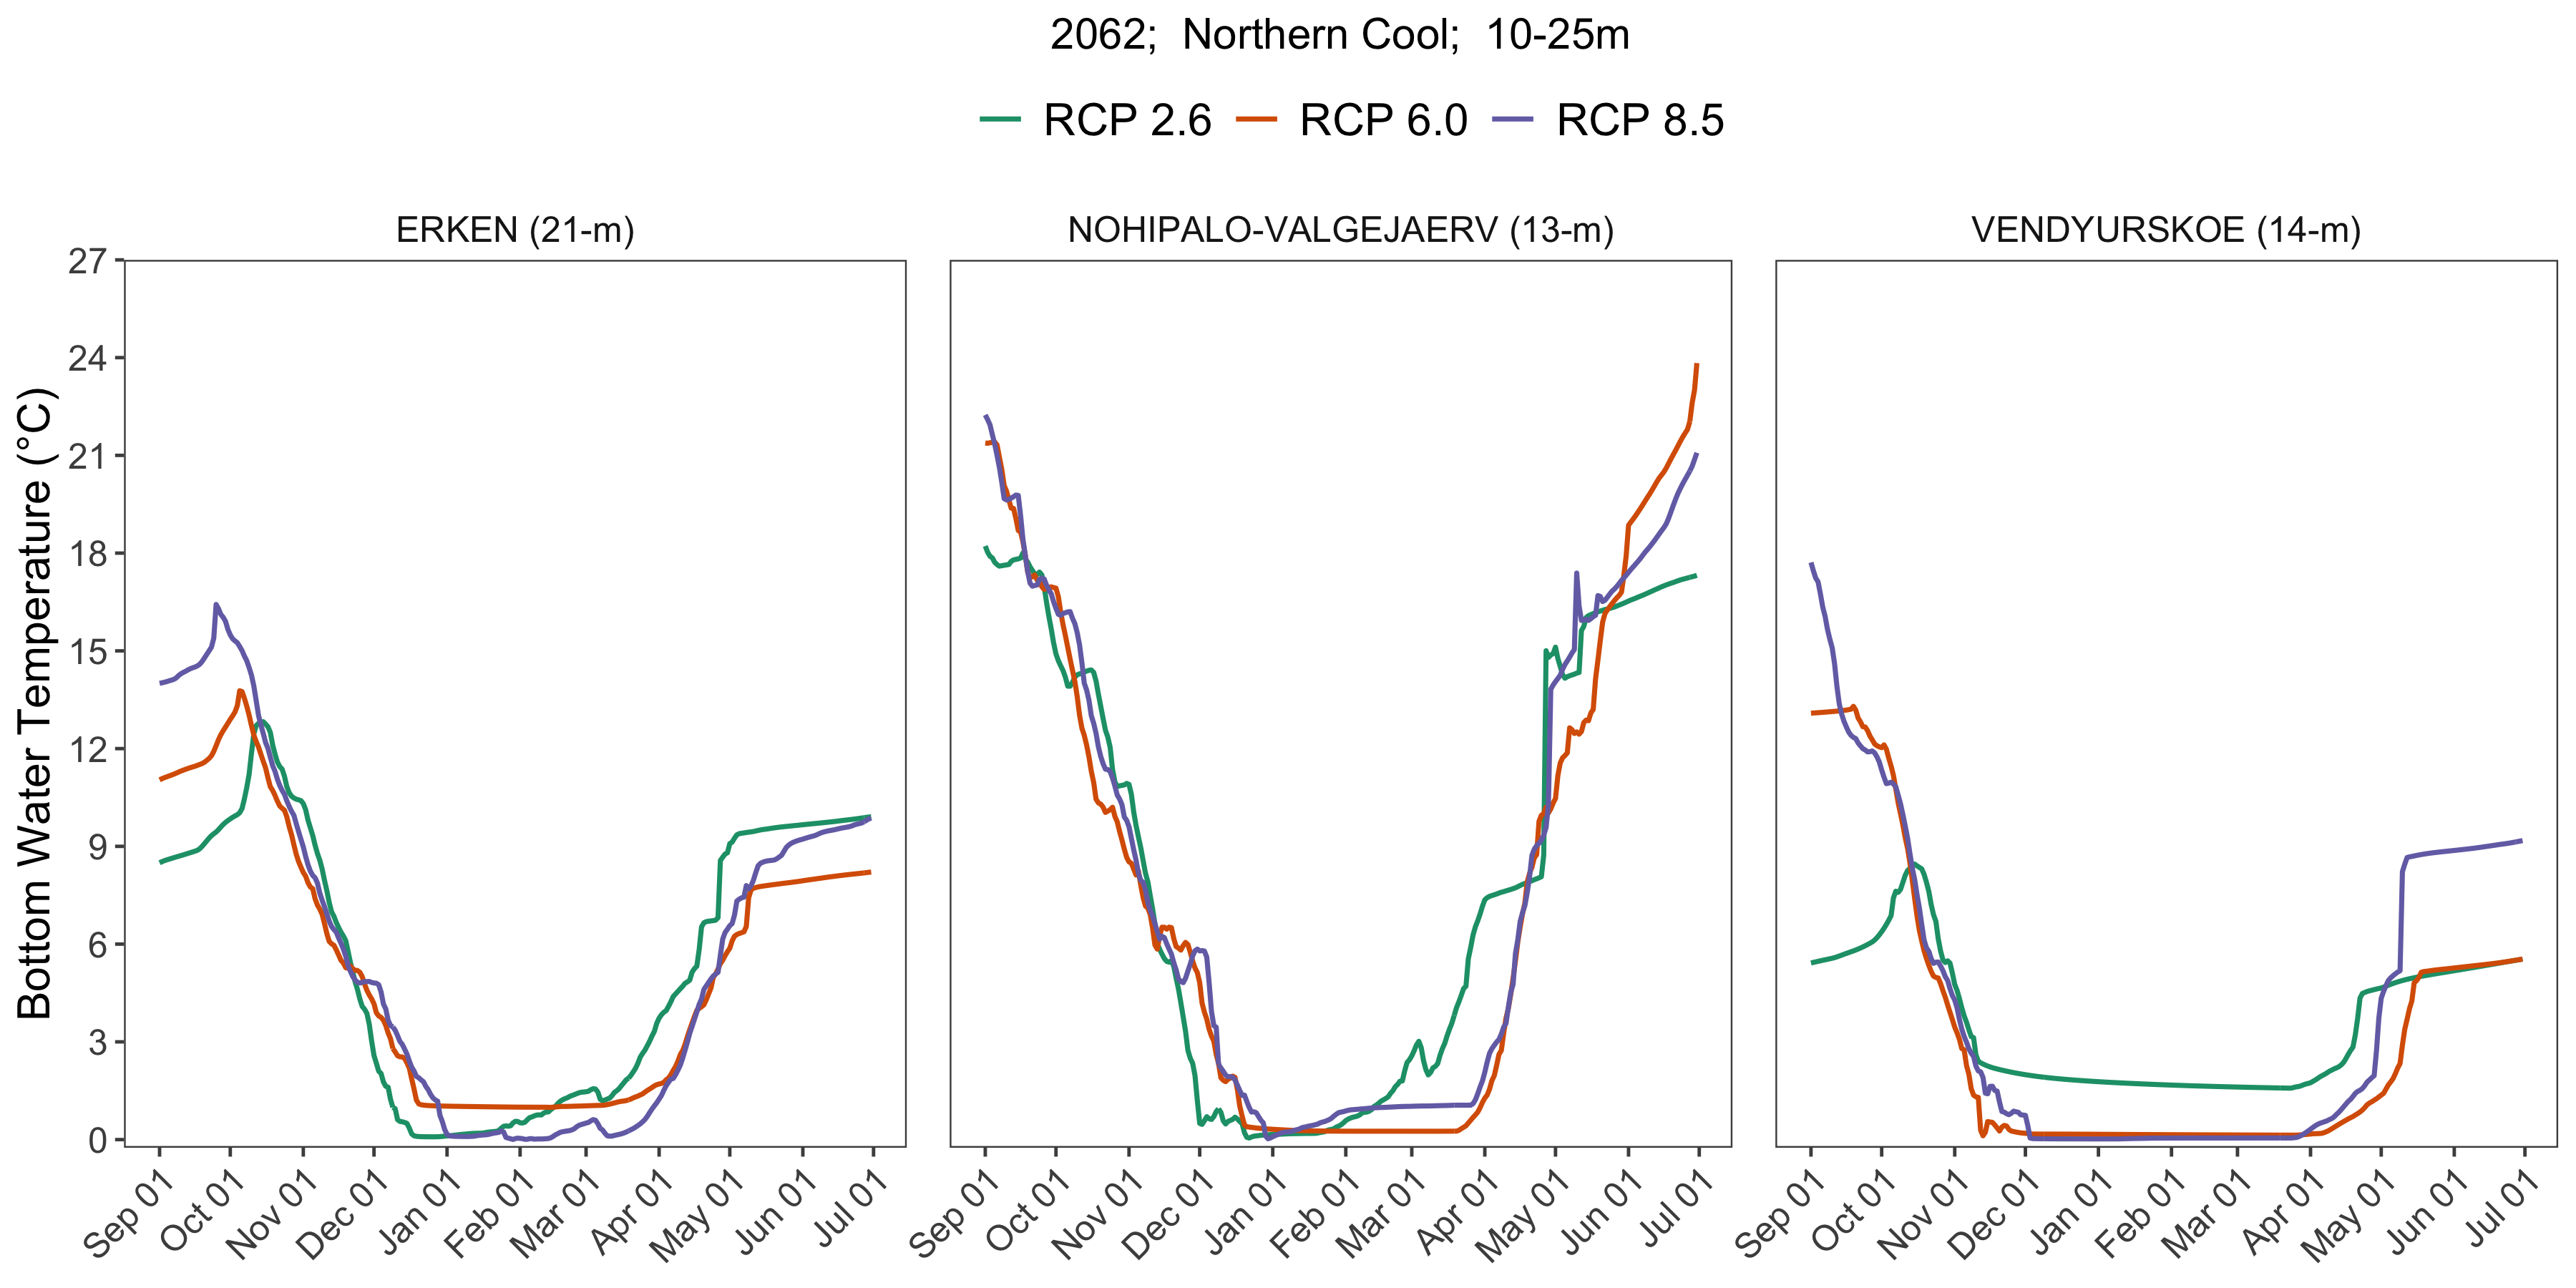 2062;  Northern Cool;  10-25m
RCP 2.6 RCP 6.0 RCP 8.5
ERKEN (21-m) NOHIPALO-VALGEJAERV (13-m) VENDYURSKOE (14-m)
Bottom Water Temperature (°C)
27
24
21
18
15
12
9
6
3
0
Sep 01 Oct 01 Nov 01 Dec 01 Jan 01 Feb 01 Mar 01 Apr 01 May 01 Jun 01 Jul 01 Sep 01 Oct 01 Nov 01 Dec 01 Jan 01 Feb 01 Mar 01 Apr 01 May 01 Jun 01 Jul 01 Sep 01 Oct 01 Nov 01 Dec 01 Jan 01 Feb 01 Mar 01 Apr 01 May 01 Jun 01 Jul 01